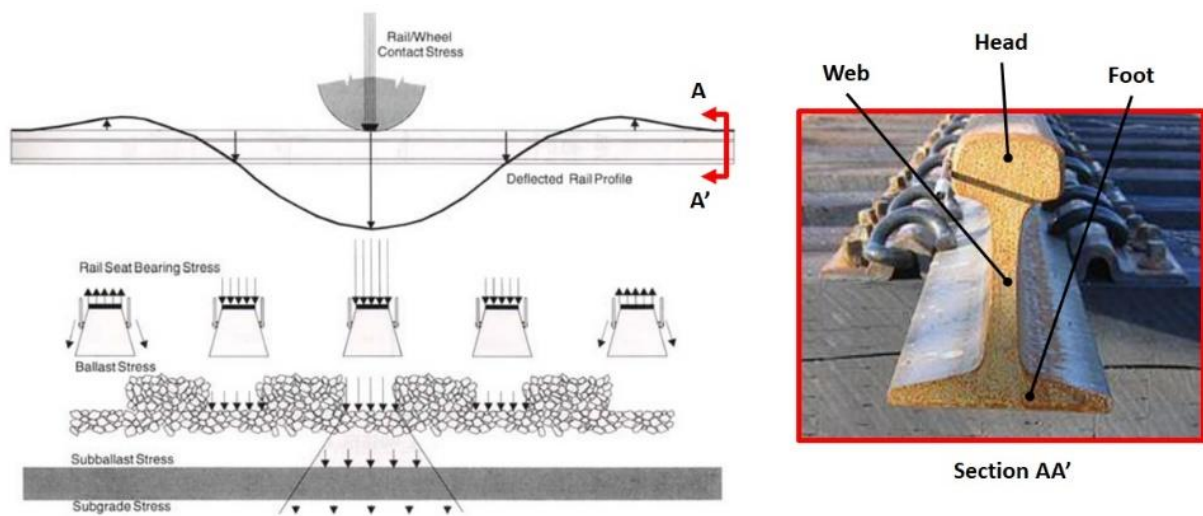 Rail/Wheel
Contact Stress
A
Deflected Rail Profile
A'
Rail Seat Bearing Stress
Ballast Stress
Subballast Stress
Subgrade Stress
Head
Web
Foot
Section AA'